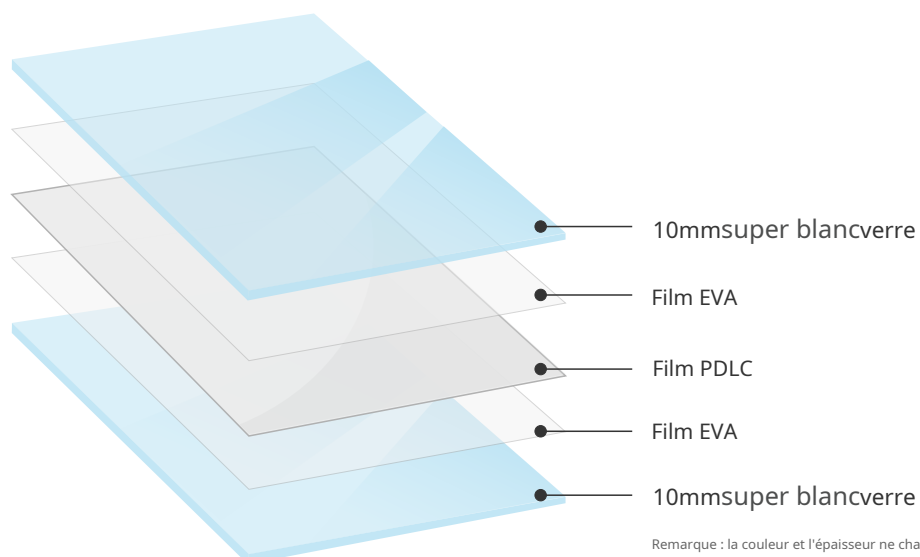 10mmsuper blancverre
Film EVA
Film PDLC
Film EVA
10mmsuper blancverre
Remarque : la couleur et l'épaisseur ne cha